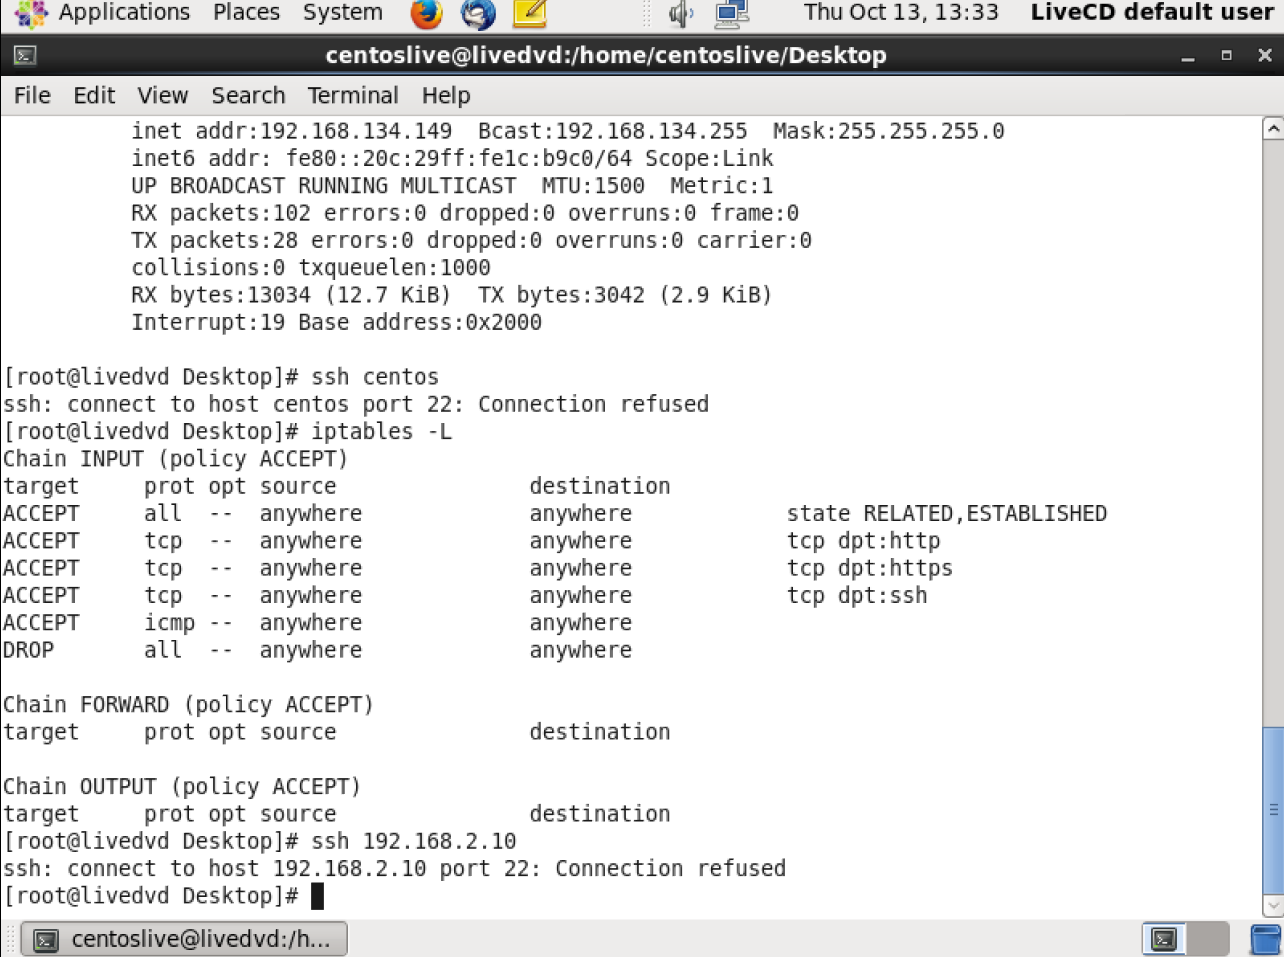 Applications Places System Thu Oct 13, 13:33 LiveCD default user
centoslive@livedvd:/home/centoslive/Desktop
File Edit View Search Terminal Help
inet addr:192.168.134.149  Bcast:192.168.134.255  Mask:255.255.255.0
inet6 addr: fe80::20c:29ff:fe1c:b9c0/64 Scope:Link
UP BROADCAST RUNNING MULTICAST  MTU:1500  Metric:1
RX packets:102 errors:0 dropped:0 overruns:0 frame:0
TX packets:28 errors:0 dropped:0 overruns:0 carrier:0
collisions:0 txqueuelen:1000
RX bytes:13034 (12.7 KiB)  TX bytes:3042 (2.9 KiB)
Interrupt:19 Base address:0x2000
[root@livedvd Desktop]# ssh centos
ssh: connect to host centos port 22: Connection refused
[root@livedvd Desktop]# iptables -L
Chain INPUT (policy ACCEPT)
target     prot opt source               destination
ACCEPT     all  --  anywhere             anywhere            state RELATED,ESTABLISHED
ACCEPT     tcp  --  anywhere             anywhere            tcp dpt:http
ACCEPT     tcp  --  anywhere             anywhere            tcp dpt:https
ACCEPT     tcp  --  anywhere             anywhere            tcp dpt:ssh
ACCEPT     icmp --  anywhere             anywhere
DROP       all  --  anywhere             anywhere
Chain FORWARD (policy ACCEPT)
target     prot opt source               destination
Chain OUTPUT (policy ACCEPT)
target     prot opt source               destination
[root@livedvd Desktop]# ssh 192.168.2.10
ssh: connect to host 192.168.2.10 port 22: Connection refused
[root@livedvd Desktop]#
centoslive@livedvd:/h...